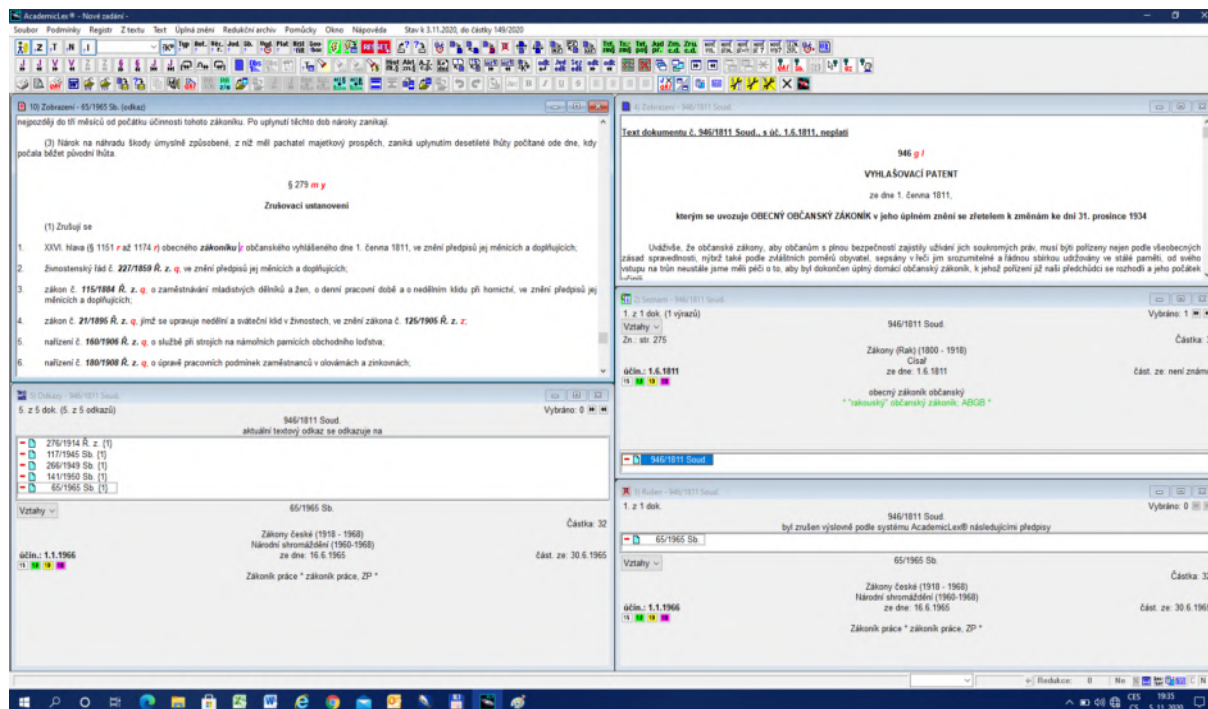 AcademicLex ® - Nové zadání -
Soubor Podmínky Registr Z textu Text Úplná znění Redukční archiv Pomůcky Okno Nápověda Stav k 3.11.2020, do částky 149/2020
10) Zobrazení - 65/1965 Sb. (odkaz)
nejpozději do tří měsíců od počátku účinnosti tohoto zákoníku. Po uplynutí těchto dob nároky zanikají.
(3) Nárok na náhradu škody úmyslně způsobené, z níž měl pachatel majetkový prospěch, zaniká uplynutím desetileté lhůty počítané ode dne, kdy
počala běžet původní lhůta.
§ 279 m y
Zrušovací ustanovení
(1) Zrušují se
1. XXVI. hlava (§ 1151 r až 1174 r) obecného zákoníku z občanského vyhlášeného dne 1. června 1811, ve znění předpisů jej měnících a doplňujících;
2. živnostenský řád č. 227/1859 Ř. z. q, ve znění předpisů jej měnících a doplňujících;
3. zákon č. 115/1884 Ř. z. q, o zaměstnávání mladistvých dělníků a žen, o denní pracovní době a o nedělním klidu při hornictví, ve znění předpisů jej
měnících a doplňujících;
4. zákon č. 21/1895 Ř. z. q, jímž se upravuje nedělní a sváteční klid v živnostech, ve znění zákona č. 125/1905 Ř. z. z;
5. nařízení č. 160/1906 Ř. z. q, o službě při strojích na námořních parnících obchodního loďstva;
6. nařízení č. 180/1908 Ř. z. q, o úpravě pracovních podmínek zaměstnanců v olovárnách a zinkovnách;
4) Zobrazení - 946/1811 Soud.
Text dokumentu č. 946/1811 Soud., s úč. 1.6.1811, neplatí
946 g l
VYHLAŠOVACÍ PATENT
ze dne 1. června 1811,
kterým se uvozuje OBECNÝ OBČANSKÝ ZÁKONÍK v jeho úplném znění se zřetelem k změnám ke dni 31. prosince 1934
Uváživše, že občanské zákony, aby občanům s plnou bezpečností zajistily užívání jich soukromých práv, musí býti pořízeny nejen podle všeobecných
zásad spravedlnosti, nýbrž také podle zvláštních poměrů obyvatel, sepsány v řeči jim srozumitelné a řádnou sbírkou udržovány ve stálé paměti, od svého
vstupu na trůn neustále jsme měli péči o to, aby byl dokončen úplný domácí občanský zákoník, k jehož pořízení již naši předchůdci se rozhodli a jeho počátek
2) Seznam - 946/1811 Soud.
1. z 1 dok. (1 výrazů) Vybráno: 1
Vztahy
946/1811 Soud.
Zn.: str. 275 Částka:
Zákony (Rak) (1800 - 1918)
Císař
účin.: 1.6.1811 ze dne: 1.6.1811 část. ze: není známo
obecný zákoník občanský
* "rakouský" občanský zákoník, ABGB *
946/1811 Soud.
5) Odkazy - 946/1811 Soud.
5. z 5 dok. (5. z 5 odkazů) Vybráno: 0
946/1811 Soud.
aktuální textový odkaz se odkazuje na
276/1914 Ř. z. {1}
117/1945 Sb. {1}
266/1949 Sb. {1}
141/1950 Sb. {1}
65/1965 Sb. {1}
Vztahy
65/1965 Sb.
Částka: 32
Zákony české (1918 - 1968)
Národní shromáždění (1960-1968)
účin.: 1.1.1966 ze dne: 16.6.1965 část. ze: 30.6.1965
Zákoník práce * zákoník práce, ZP *
3) Rušen - 946/1811 Soud.
1. z 1 dok. Vybráno: 0
946/1811 Soud.
byl zrušen výslovně podle systému AcademicLex® následujícími předpisy
65/1965 Sb.
Vztahy
65/1965 Sb.
Částka: 32
Zákony české (1918 - 1968)
Národní shromáždění (1960-1968)
účin.: 1.1.1966 ze dne: 16.6.1965 část. ze: 30.6.1965
Zákoník práce * zákoník práce, ZP *
Redukce: 0 Ne
CES 19:35
CS 5.11.2020